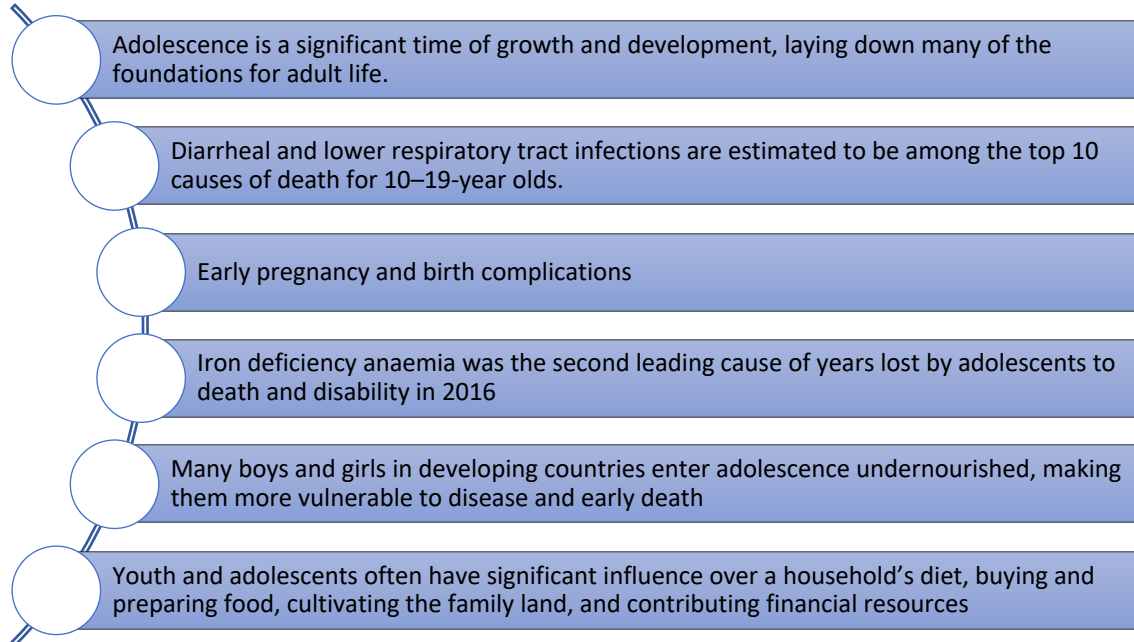 Adolescence is a significant time of growth and development, laying down many of the
foundations for adult life.
Diarrheal and lower respiratory tract infections are estimated to be among the top 10
causes of death for 10–19-year olds.
Early pregnancy and birth complications
Iron deficiency anaemia was the second leading cause of years lost by adolescents to
death and disability in 2016
Many boys and girls in developing countries enter adolescence undernourished, making
them more vulnerable to disease and early death
Youth and adolescents often have significant influence over a household’s diet, buying and
preparing food, cultivating the family land, and contributing financial resources